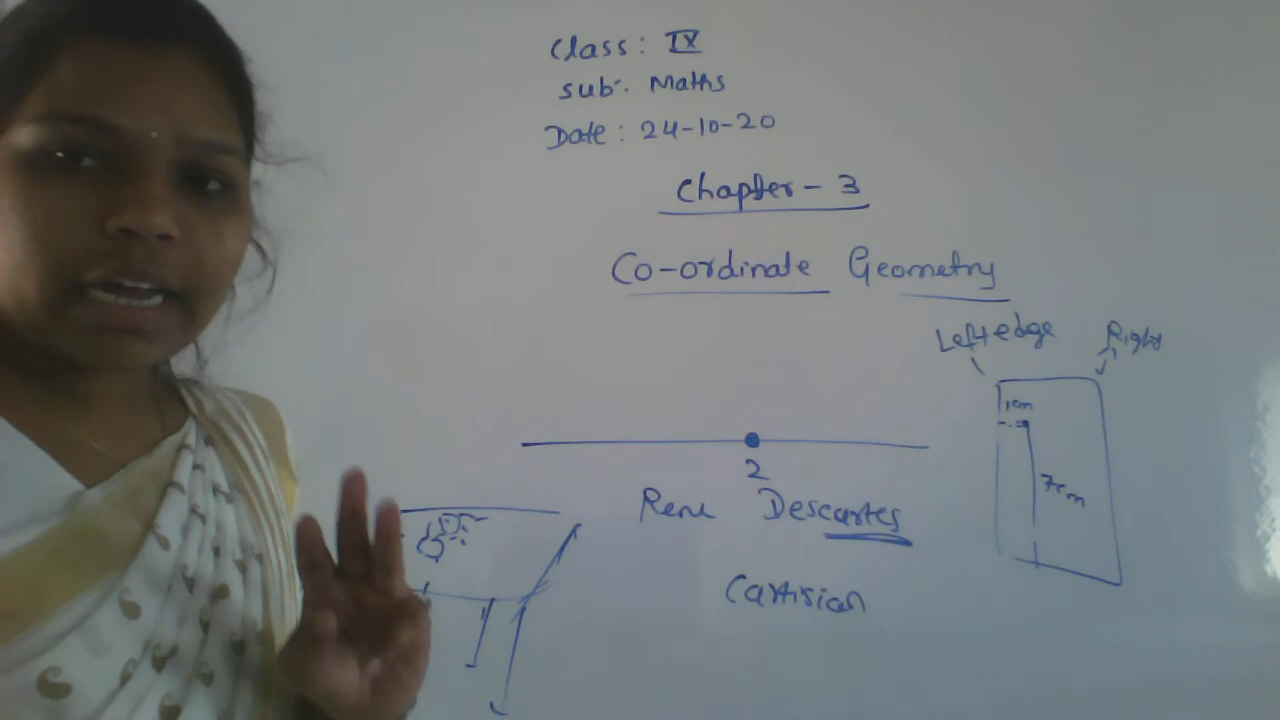 Class: IX
Sub: Maths
Date: 24-10-20
Chapter - 3
Co-ordinate Geometry
Left edge Right
1cm
7cm
2
Rene Descartes
Cartisian